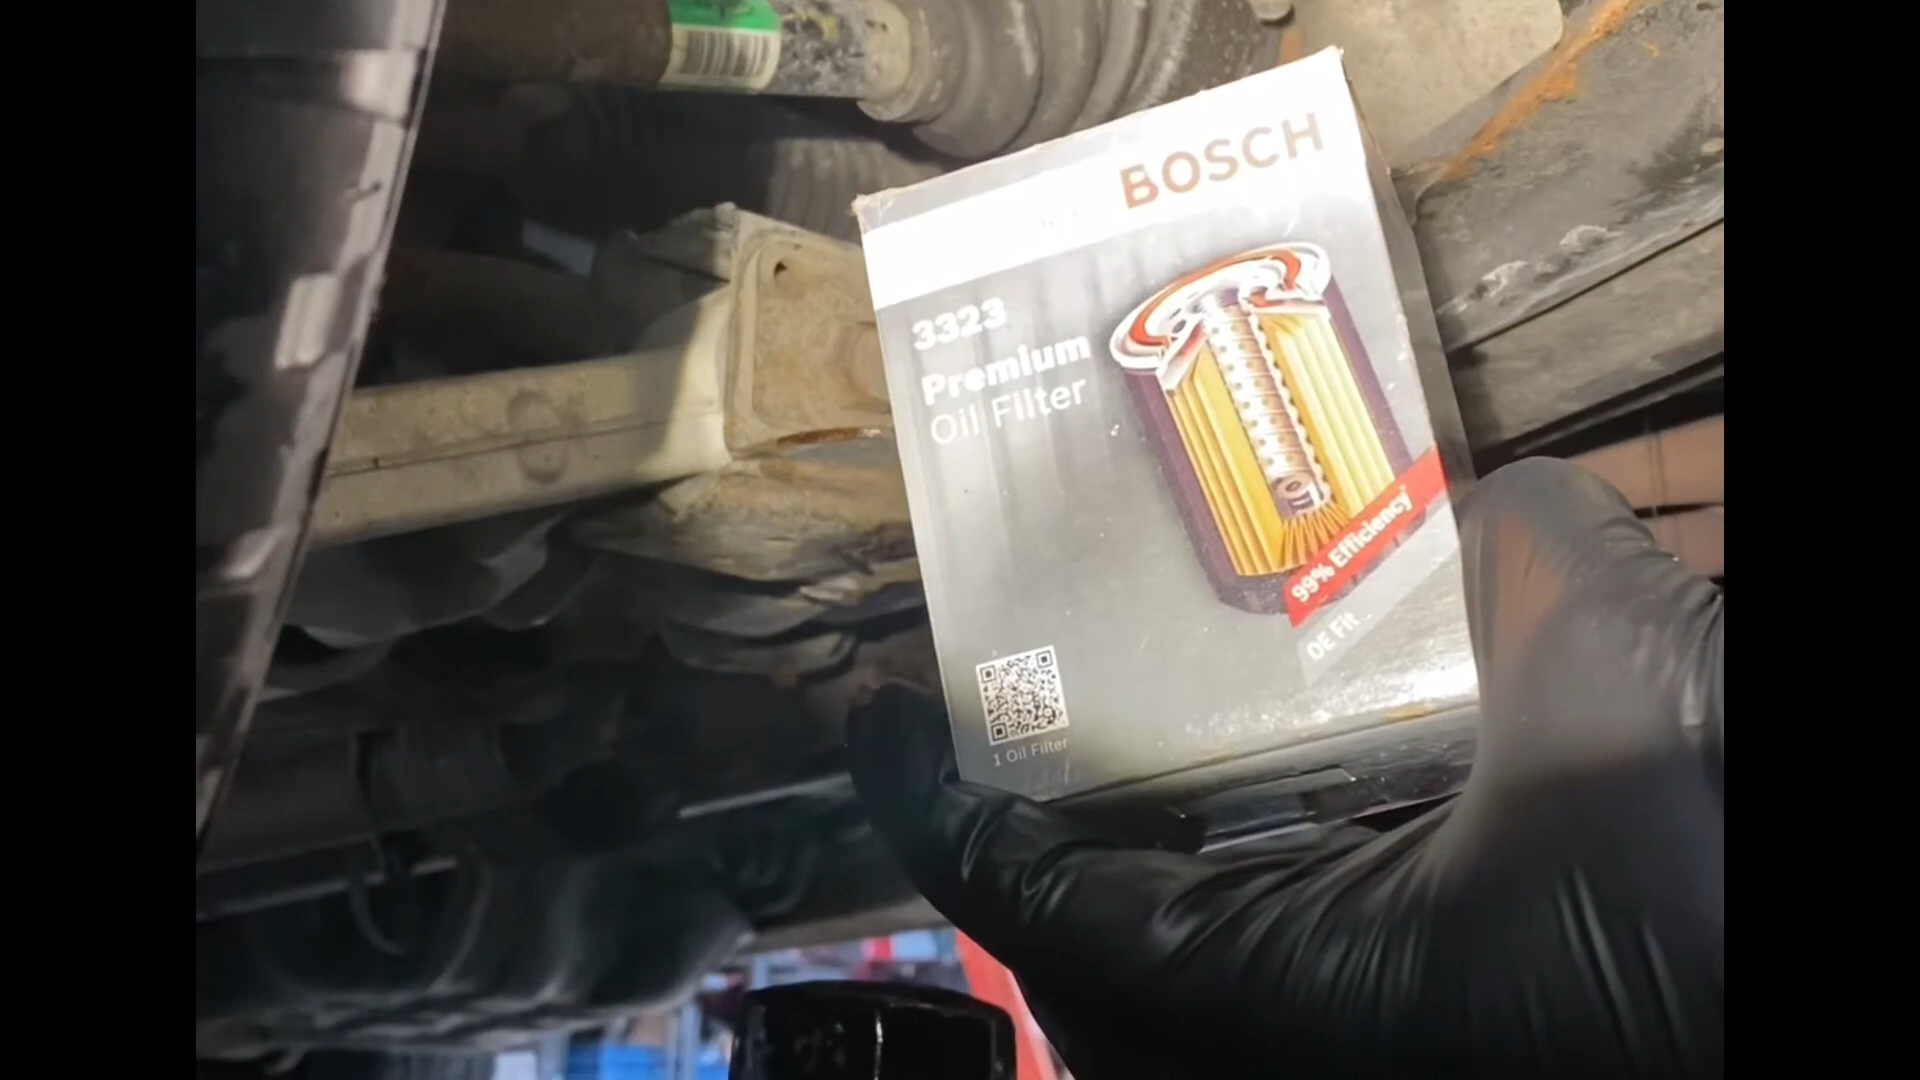 BOSCH
3323
Premium
Oil Filter
99% Efficiency*
OE Fit
1 Oil Filter